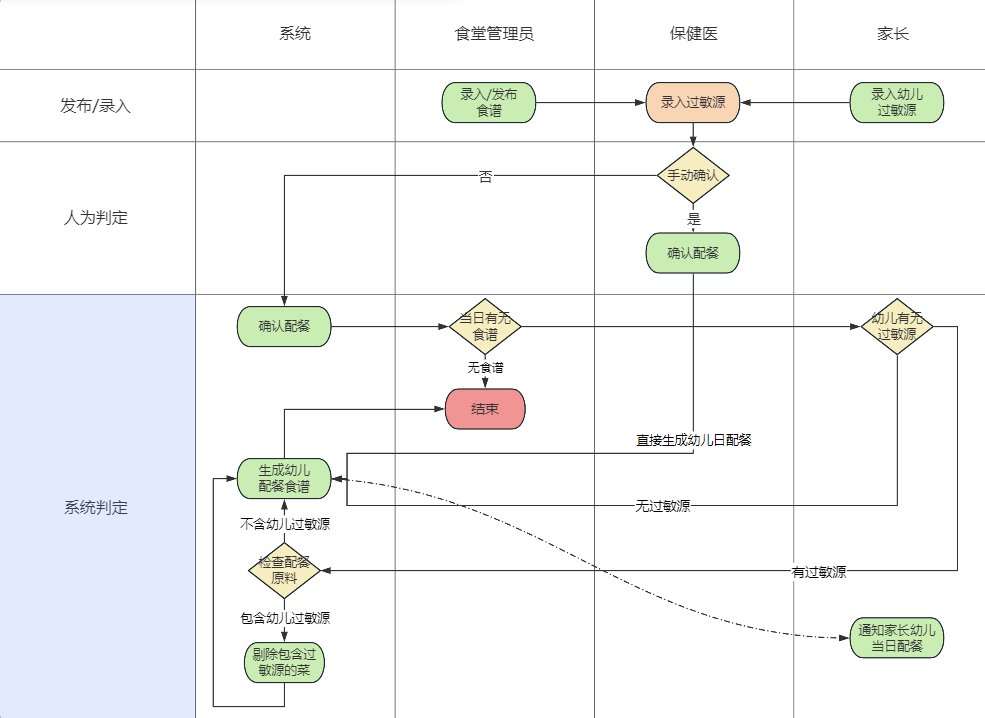 系统
食堂管理员
保健医
家长
发布/录入
录入/发布
食谱
录入过敏源
录入幼儿
过敏源
人为判定
手动确认
否
是
确认配餐
系统判定
确认配餐
当日有无
食谱
幼儿有无
过敏源
无食谱
结束
直接生成幼儿日配餐
生成幼儿
配餐食谱
无过敏源
不含幼儿过敏源
检查配餐
原料
有过敏源
包含幼儿过敏源
剔除包含过
敏源的菜
通知家长幼儿
当日配餐